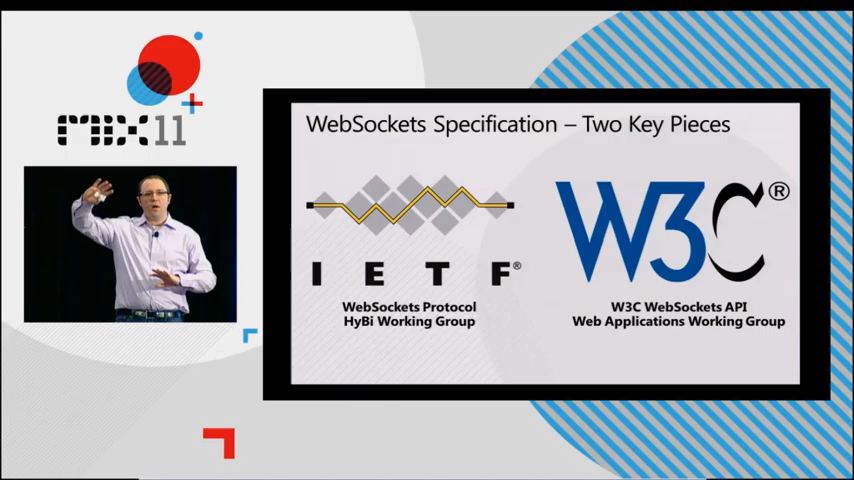 MIX11
WebSockets Specification – Two Key Pieces
IETF®
WebSockets Protocol
HyBi Working Group
W3C®
W3C WebSockets API
Web Applications Working Group